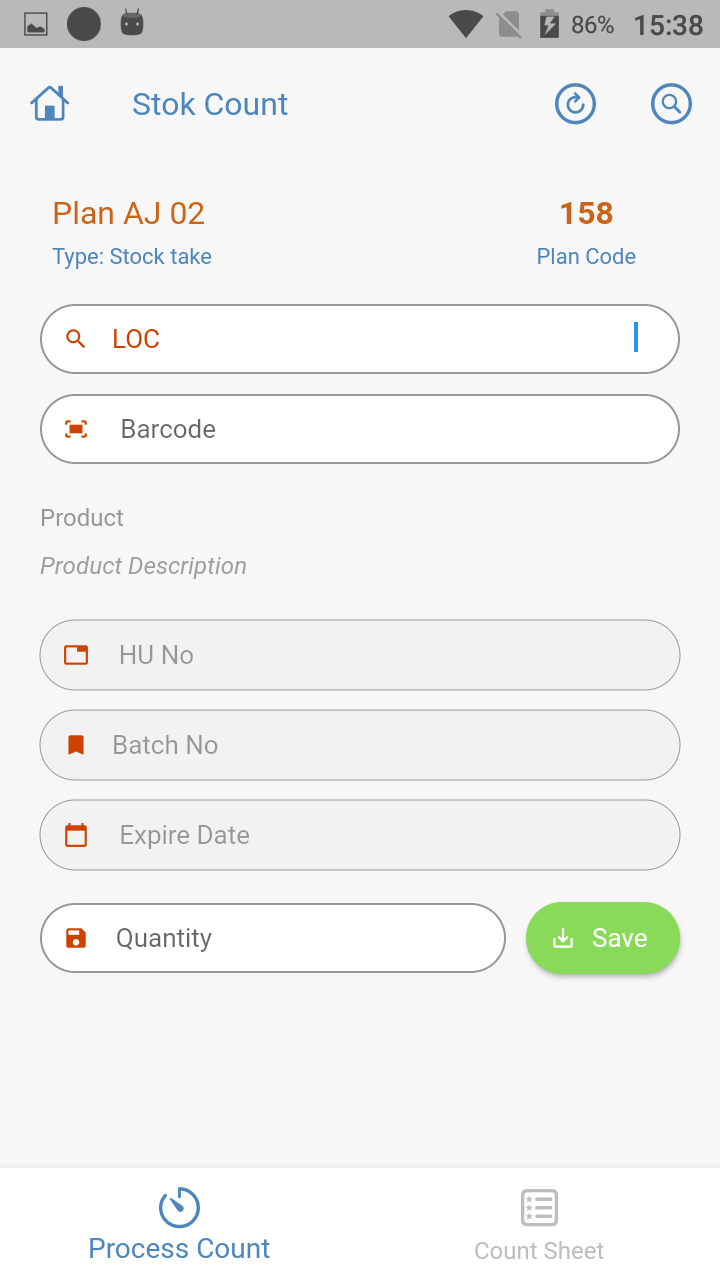 86% 15:38
Stok Count
Plan AJ 02 158
Type: Stock take Plan Code
LOC
Barcode
Product
Product Description
HU No
Batch No
Expire Date
Quantity Save
Process Count Count Sheet